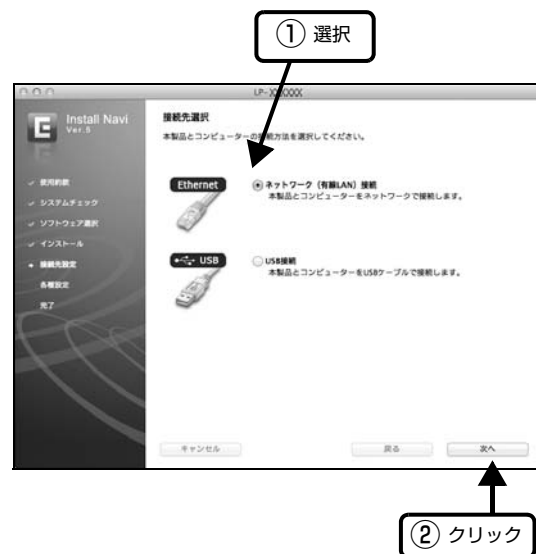 ① 選択
LP-XXXXXX
Install Navi
Ver.5
接続先選択
本製品とコンピューターの接続方法を選択してください。
✓ 使用許諾
✓ システムチェック
✓ ソフトウェア選択
✓ インストール
• 接続先設定
各種設定
完了
Ethernet
ネットワーク（有線LAN）接続
本製品とコンピューターをネットワークで接続します。
USB
USB接続
本製品とコンピューターをUSBケーブルで接続します。
キャンセル
戻る
次へ
② クリック